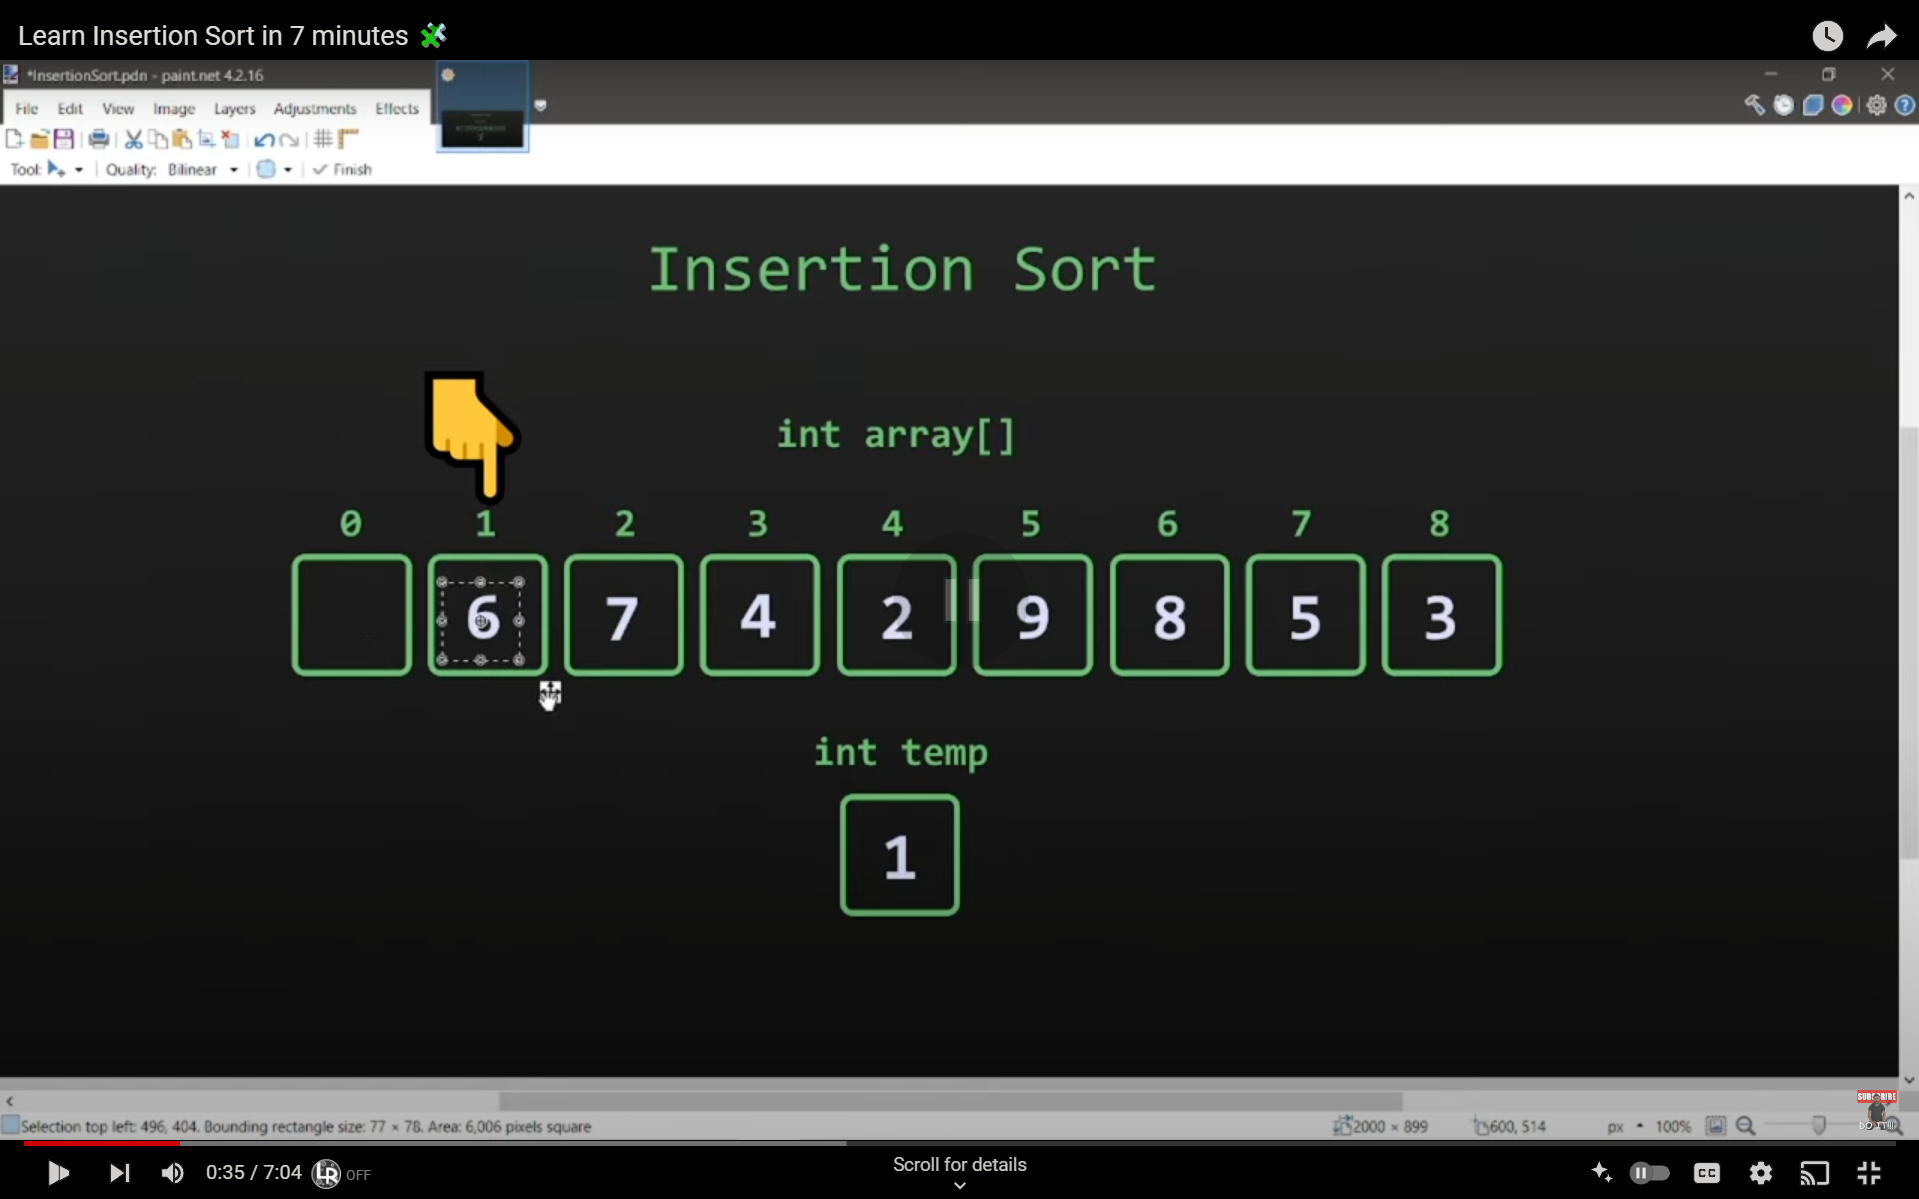 Learn Insertion Sort in 7 minutes
*InsertionSort.pdn - paint.net 4.2.16
File Edit View Image Layers Adjustments Effects
Tool: Quality: Bilinear Finish
Insertion Sort
int array[]
0 1 2 3 4 5 6 7 8
6 7 4 2 9 8 5 3
int temp
1
SUBSCRIBE
DO IT!!!
Selection top left: 496, 404. Bounding rectangle size: 77 × 78. Area: 6,006 pixels square 2000 × 899 600, 514 px 100%
0:35 / 7:04 LR OFF Scroll for details CC